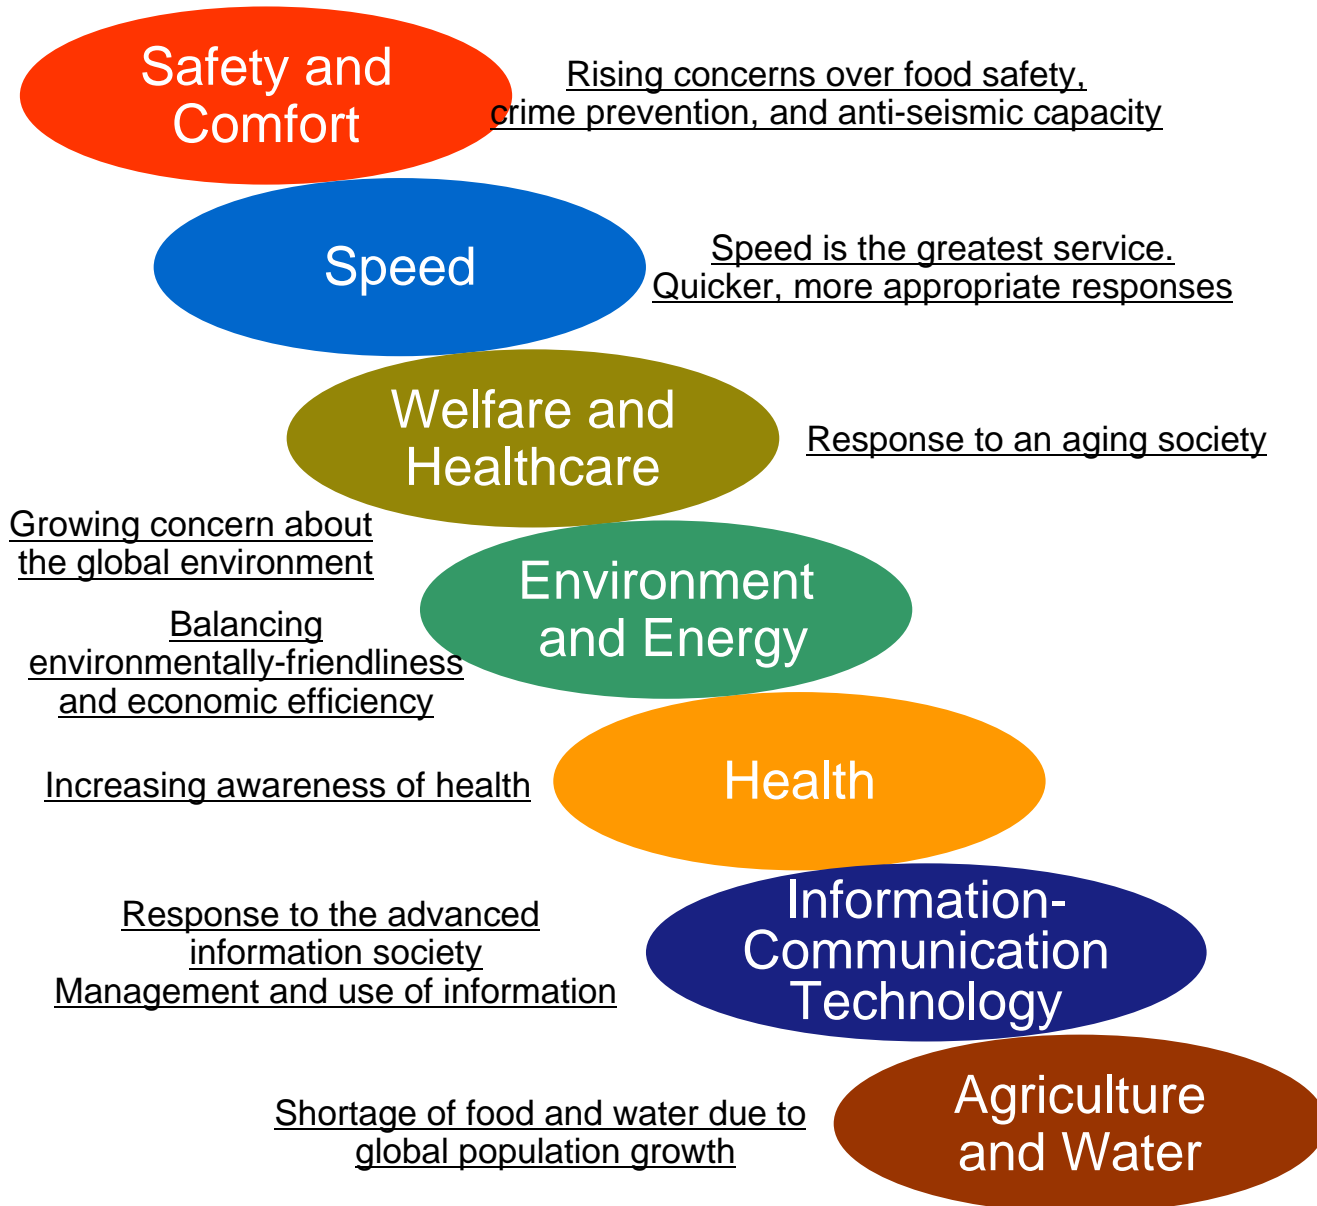 Safety and
Comfort
Rising concerns over food safety,
crime prevention, and anti-seismic capacity
Speed
Speed is the greatest service.
Quicker, more appropriate responses
Welfare and
Healthcare
Response to an aging society
Growing concern about
the global environment
Balancing
environmentally-friendliness
and economic efficiency
Environment
and Energy
Increasing awareness of health
Health
Response to the advanced
information society
Management and use of information
Information-
Communication
Technology
Shortage of food and water due to
global population growth
Agriculture
and Water